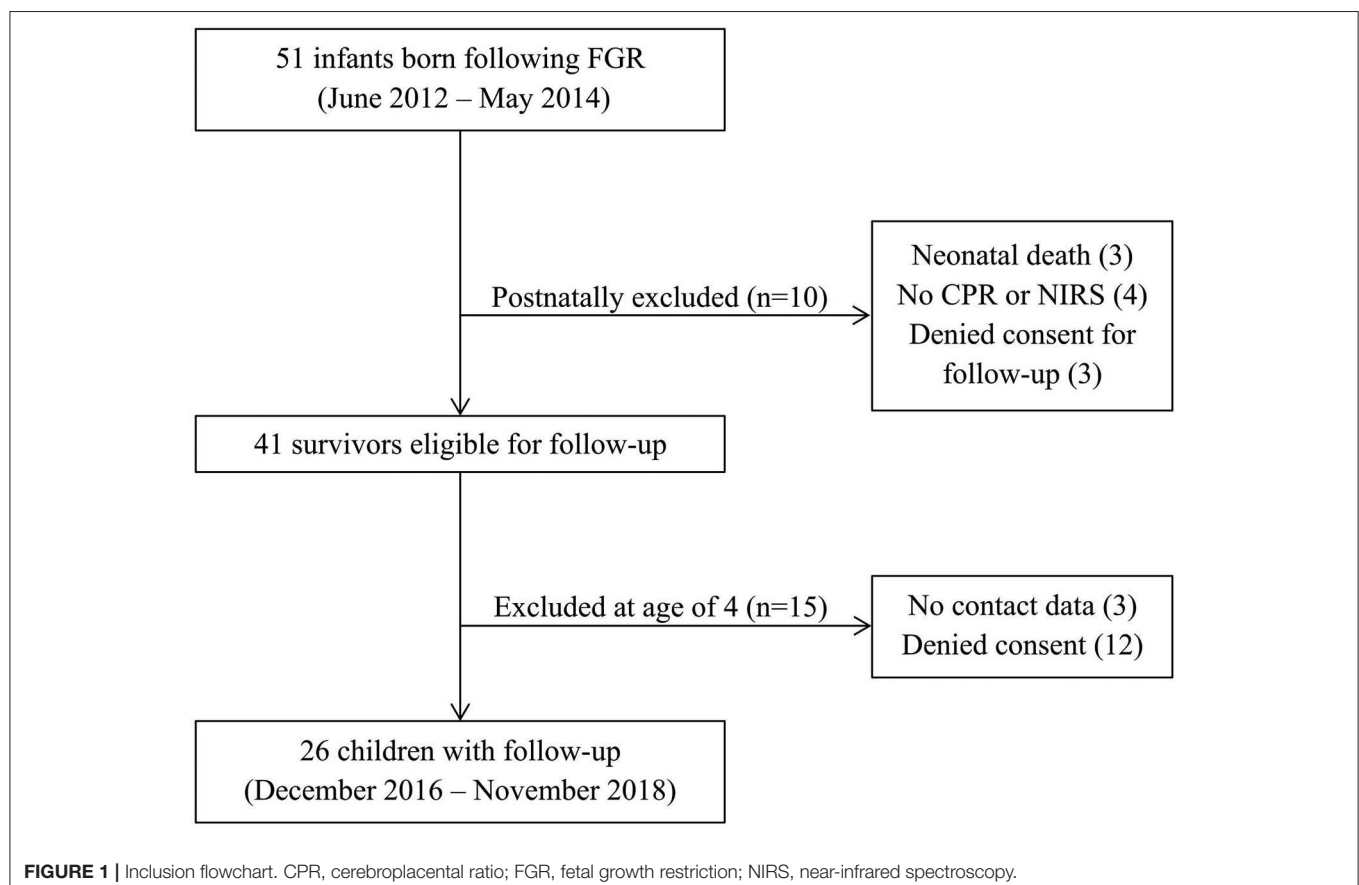 51 infants born following FGR
(June 2012 – May 2014)
Postnatally excluded (n=10)
Neonatal death (3)
No CPR or NIRS (4)
Denied consent for
follow-up (3)
41 survivors eligible for follow-up
Excluded at age of 4 (n=15)
No contact data (3)
Denied consent (12)
26 children with follow-up
(December 2016 – November 2018)
FIGURE 1 | Inclusion flowchart. CPR, cerebroplacental ratio; FGR, fetal growth restriction; NIRS, near-infrared spectroscopy.